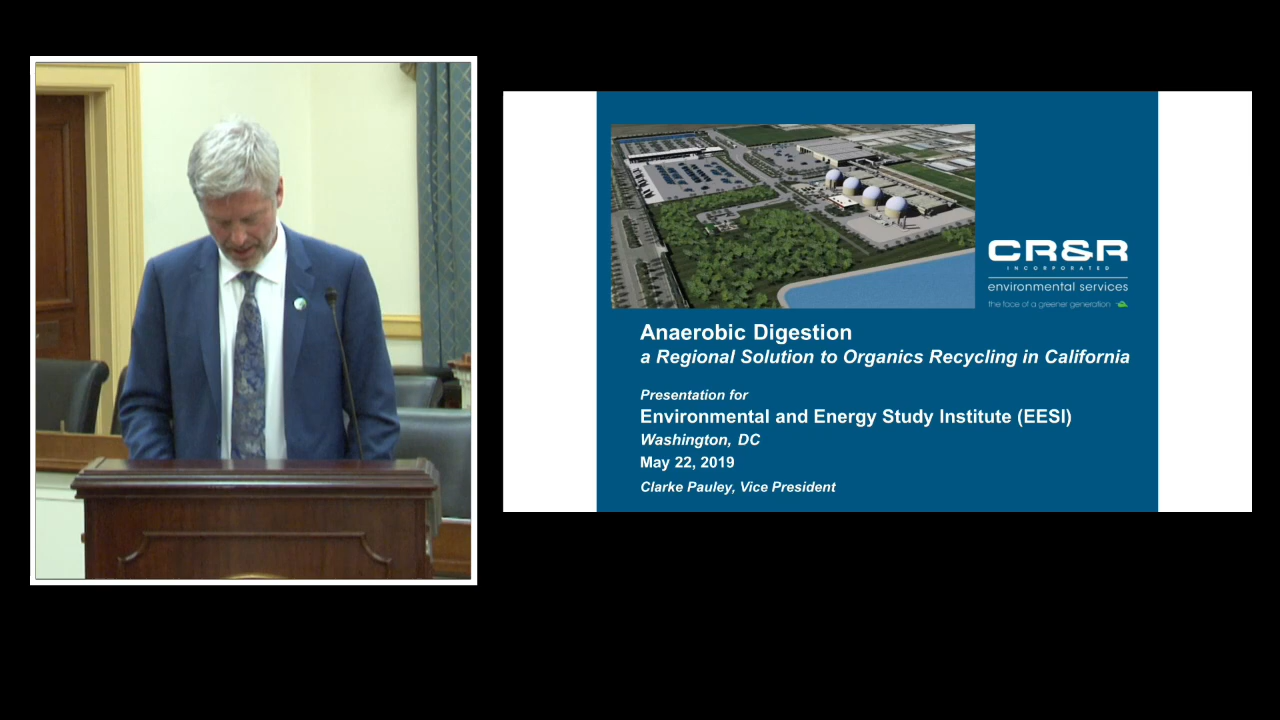 CR&R
INCORPORATED
environmental services
the face of a greener generation
Anaerobic Digestion
a Regional Solution to Organics Recycling in California
Presentation for
Environmental and Energy Study Institute (EESI)
Washington, DC
May 22, 2019
Clarke Pauley, Vice President